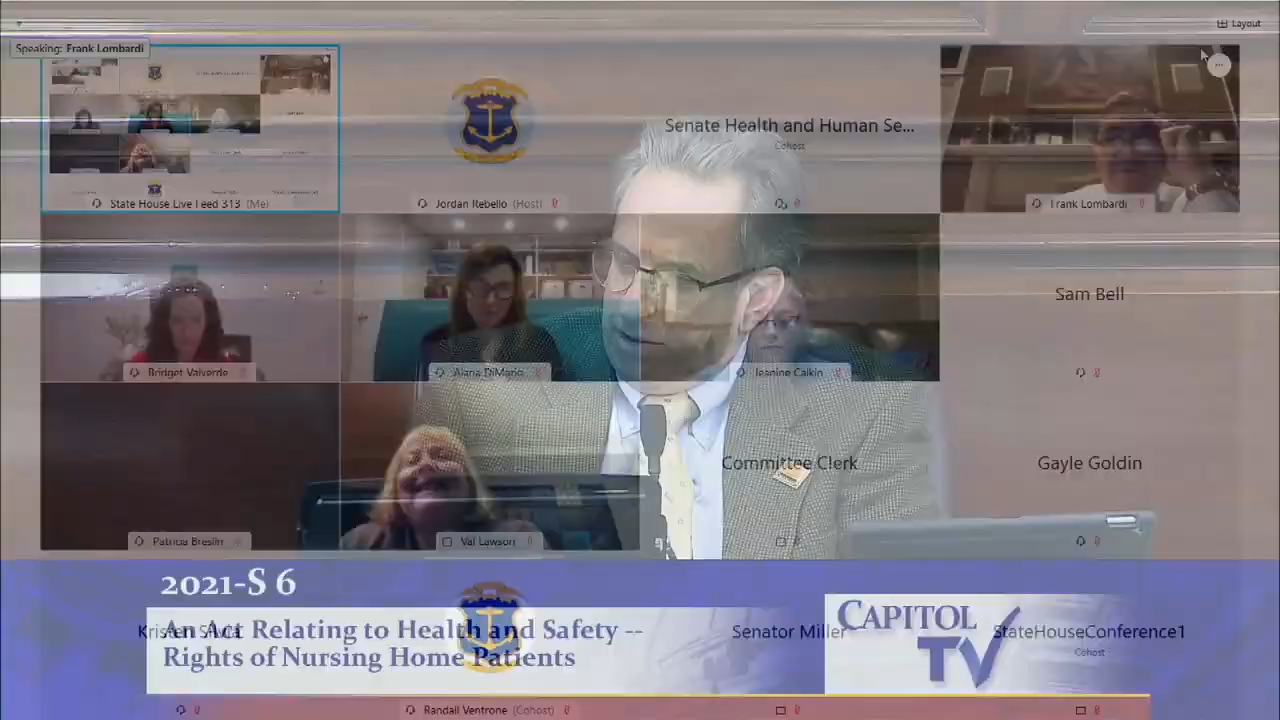 Layout
Speaking: Frank Lombardi
Senate Health and Human Se...
Cohost
State House Live Feed 313 (Me)
Jordan Rebello (Host)
Frank Lombardi
Sam Bell
Bridget Valverde
Alana DiMario
Jeanine Calkin
Committee Clerk
Gayle Goldin
Patricia Breslin
Val Lawson
2021-S 6
An Act Relating to Health and Safety --
Rights of Nursing Home Patients
Senator Miller
CAPITOL
TV
StateHouseConference1
Cohost
Randall Ventrone (Cohost)